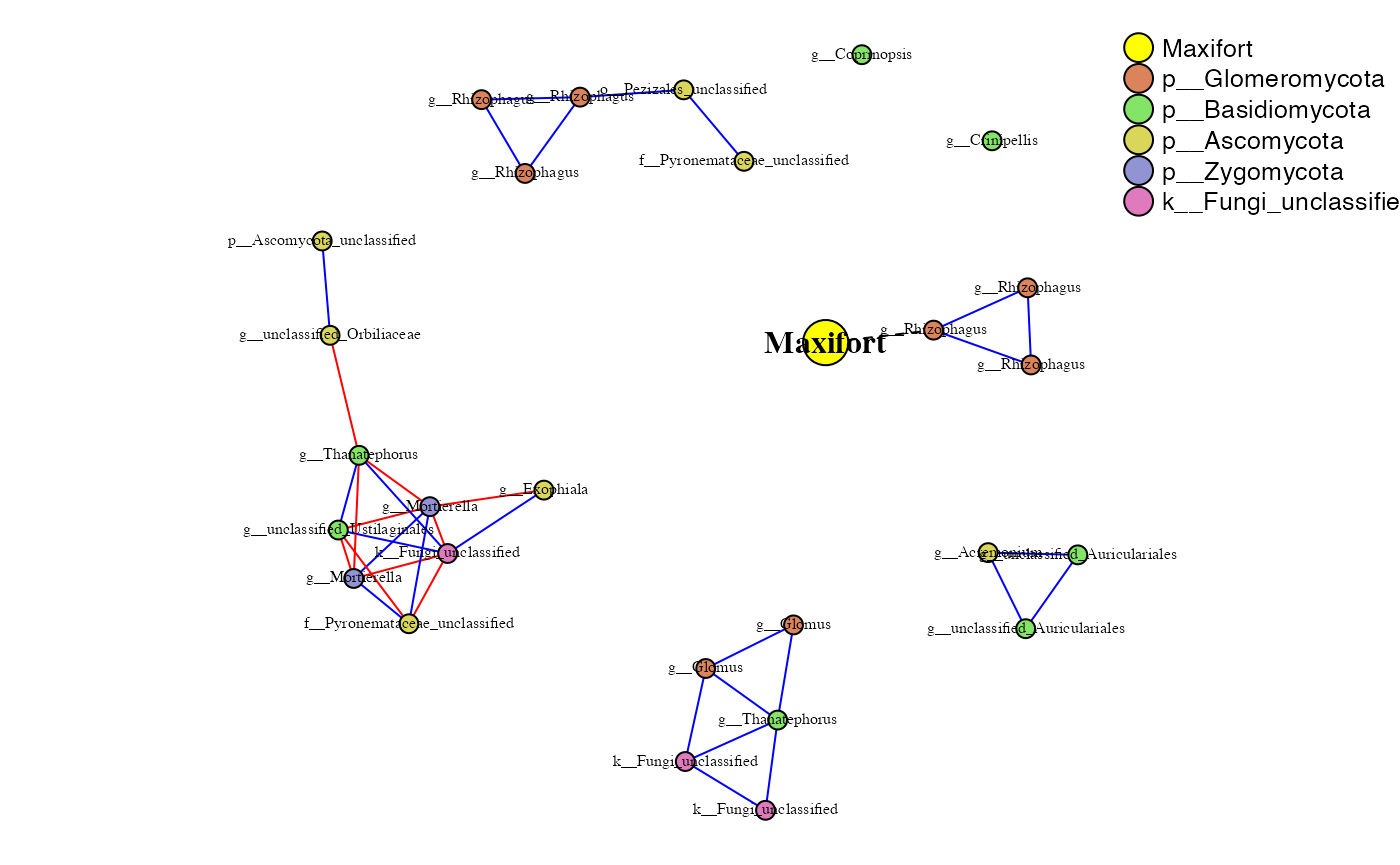 g__Coprinopsis
Maxifort
p__Glomeromycota
p__Basidiomycota
p__Ascomycota
p__Zygomycota
k__Fungi_unclassifie
g__Rhizophagus
g__Rhizophagus
o__Pezizales_unclassified
g__Crinipellis
f__Pyronemataceae_unclassified
g__Rhizophagus
p__Ascomycota_unclassified
g__Rhizophagus
g__unclassified_Orbiliaceae
Maxifort
g__Rhizophagus
g__Rhizophagus
g__Thanatephorus
g__Exophiala
g__Mortierella
g__unclassified_Ustilaginales
k__Fungi_unclassified
g__Acremonium
g__unclassified_Auriculariales
g__Mortierella
f__Pyronemataceae_unclassified
g__Glomus
g__unclassified_Auriculariales
g__Glomus
g__Thanatephorus
k__Fungi_unclassified
k__Fungi_unclassified